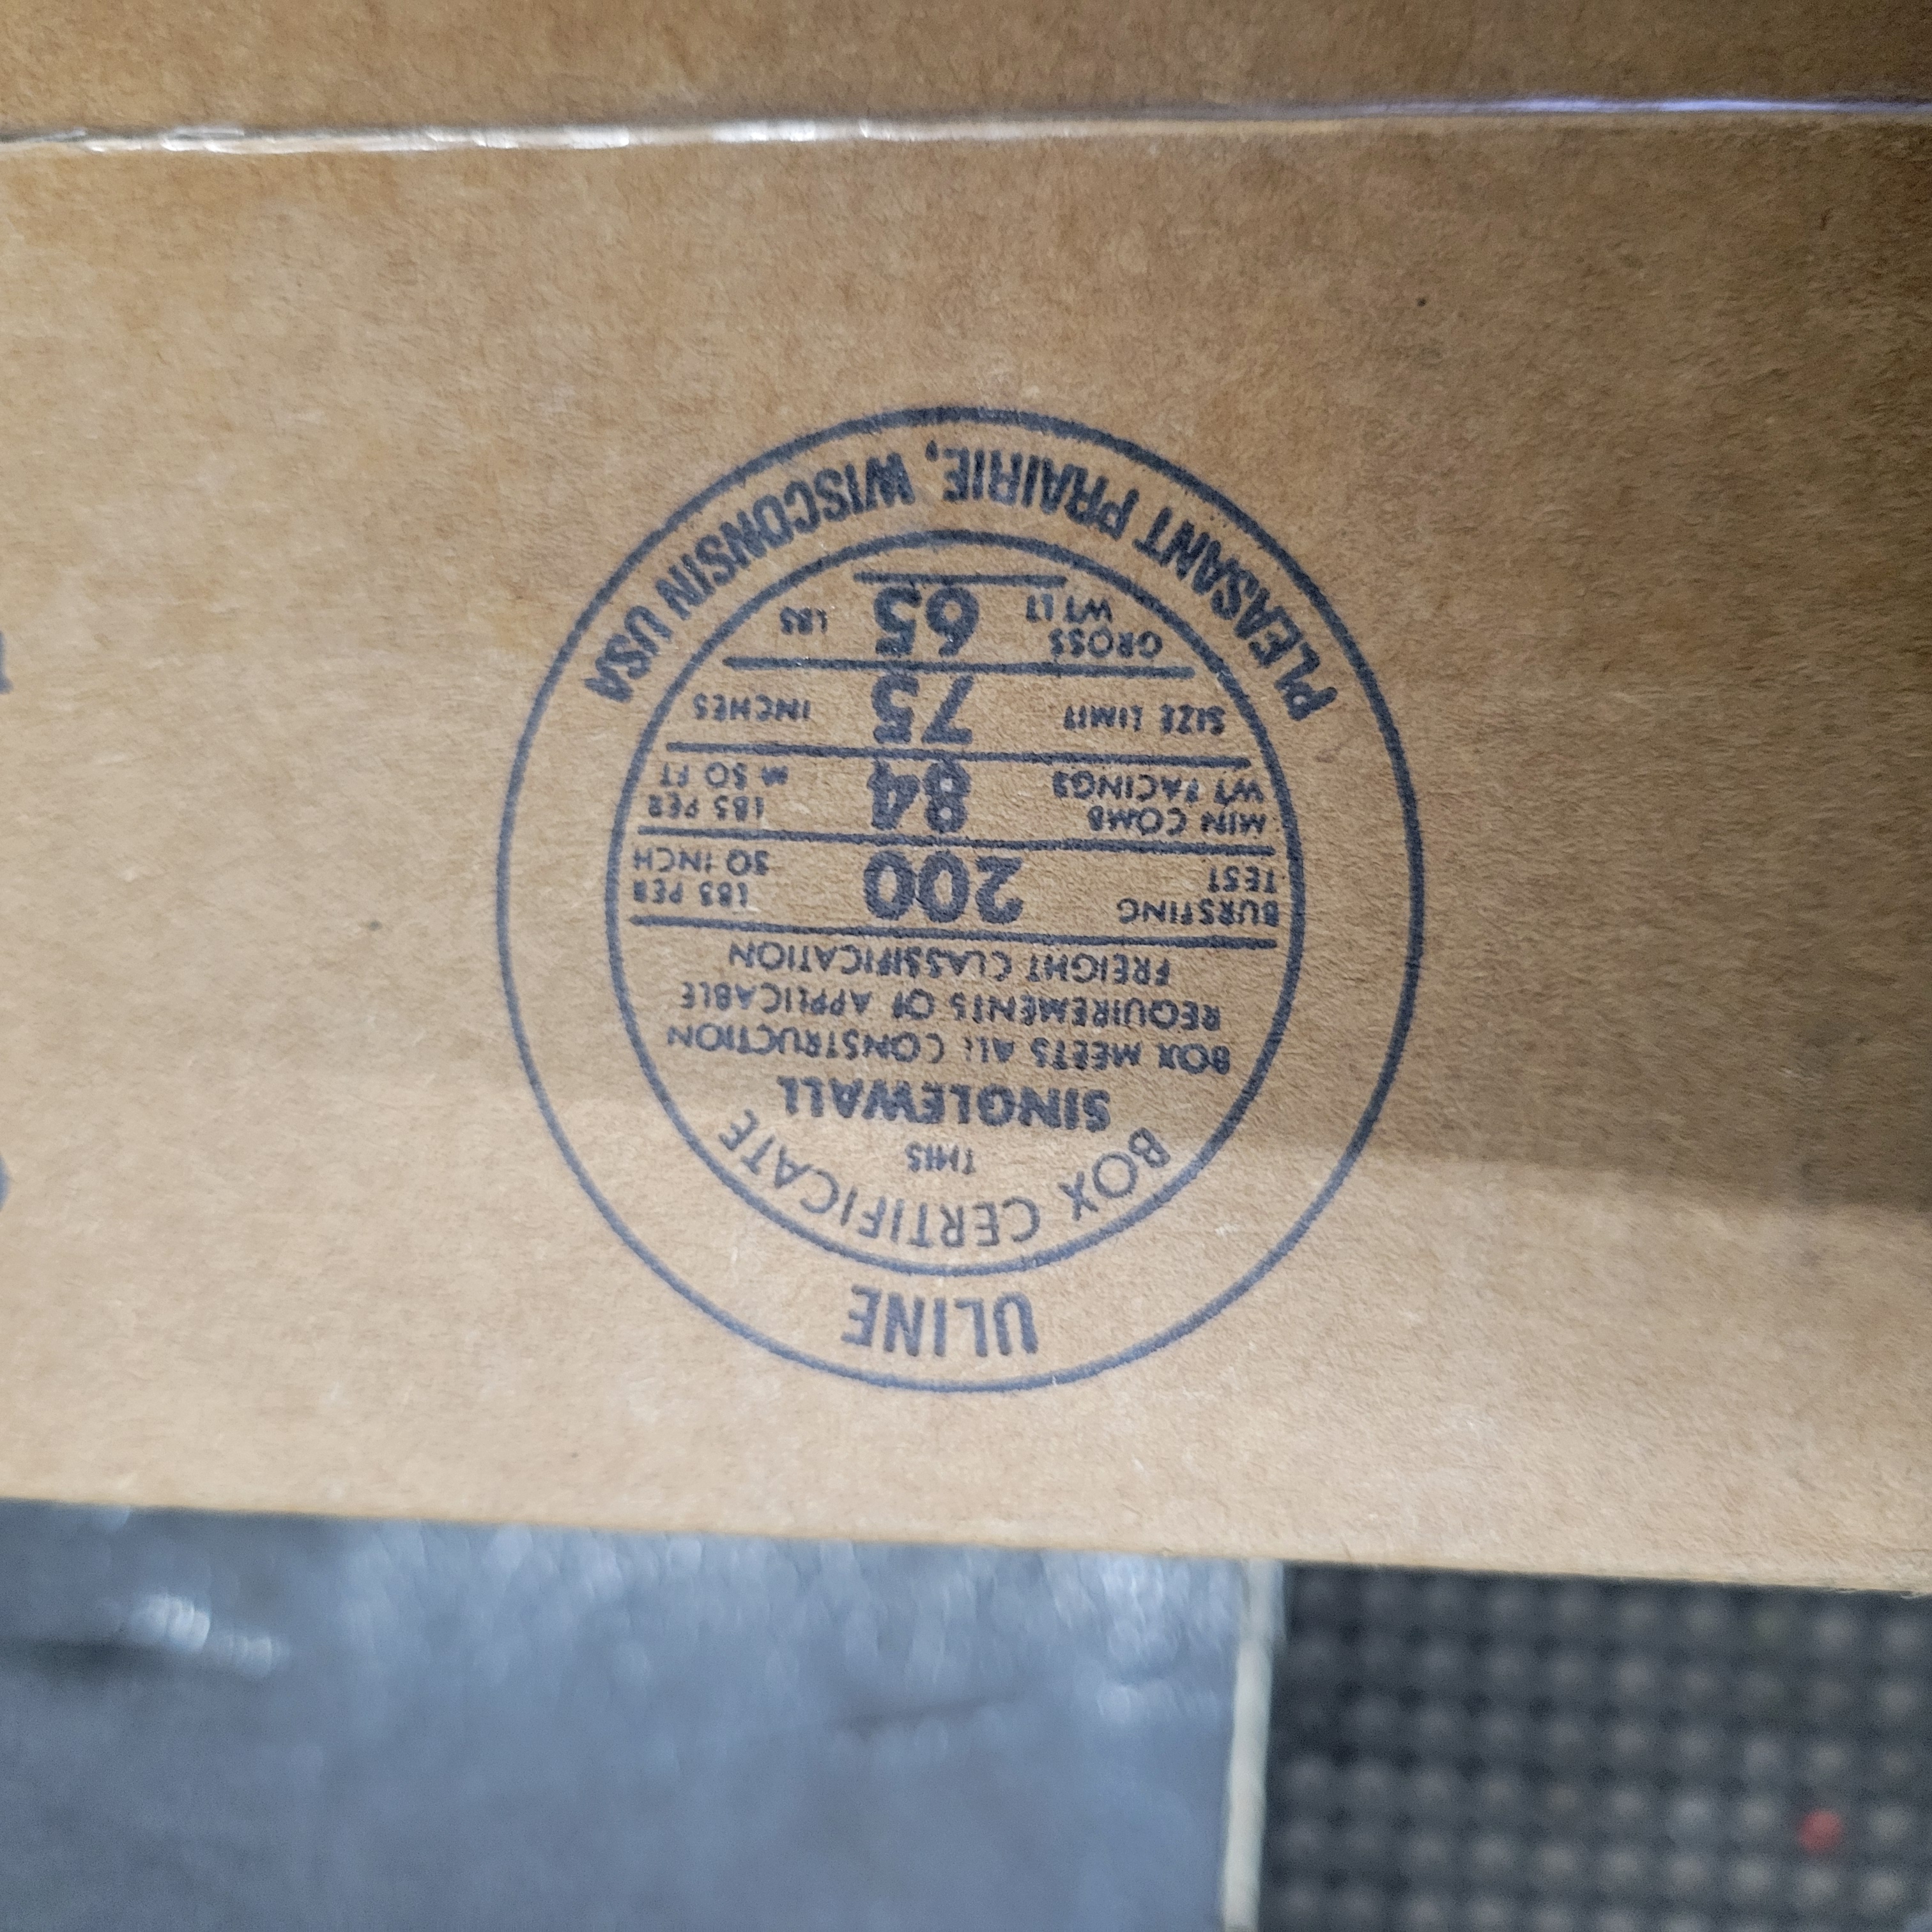 ULINE
BOX CERTIFICATE
THIS
SINGLEWALL
BOX MEETS ALL CONSTRUCTION
REQUIREMENTS OF APPLICABLE
FREIGHT CLASSIFICATION
BURSTING TEST 200 LBS PER SQ INCH
MIN COMB WT FACINGS 84 LBS PER M SQ FT
SIZE LIMIT 75 INCHES
GROSS WT LT 65 LBS
PLEASANT PRAIRIE, WISCONSIN USA